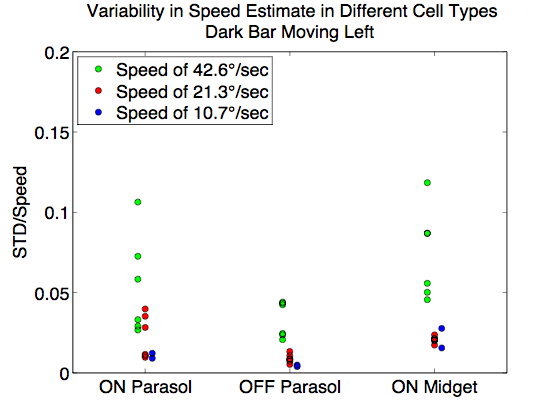 Variability in Speed Estimate in Different Cell Types
Dark Bar Moving Left
0.2
Speed of 42.6°/sec
Speed of 21.3°/sec
Speed of 10.7°/sec
0.15
STD/Speed
0.1
0.05
0
ON Parasol OFF Parasol ON Midget